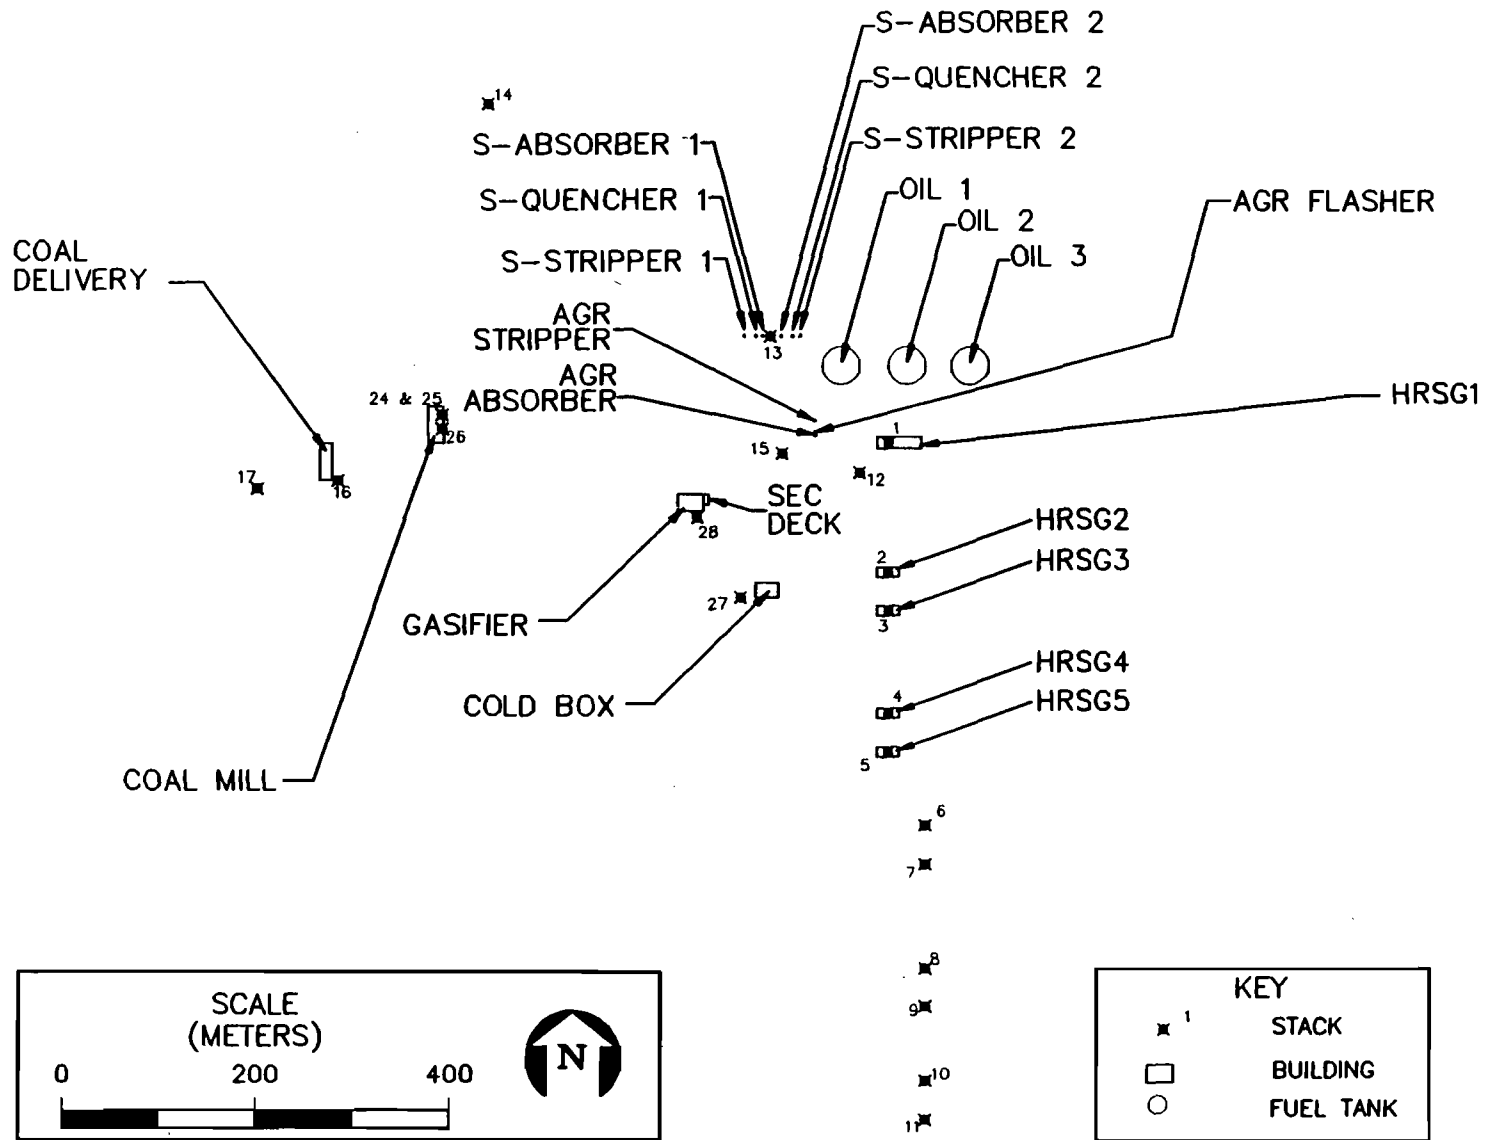 S-ABSORBER 2
S-QUENCHER 2
14
S-ABSORBER 1
S-STRIPPER 2
S-QUENCHER 1
OIL 1
AGR FLASHER
OIL 2
COAL
DELIVERY
S-STRIPPER 1
OIL 3
AGR
STRIPPER
13
AGR
ABSORBER
24 & 25
HRSG1
26
1
15
12
17
16
SEC
DECK
28
HRSG2
2
HRSG3
27
3
GASIFIER
HRSG4
4
COLD BOX
HRSG5
5
COAL MILL
6
7
8
9
10
11
SCALE
(METERS)
0 200 400
N
KEY
1 STACK
BUILDING
FUEL TANK